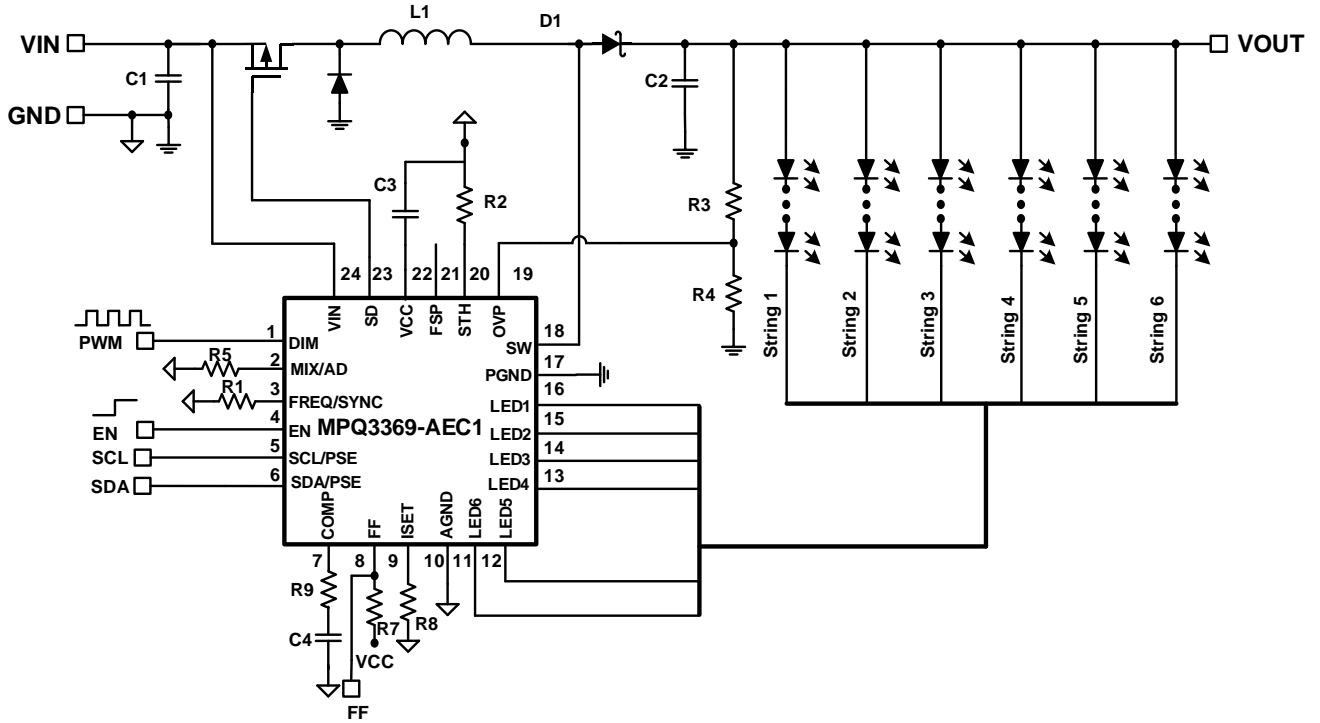 L1
D1
VIN
VOUT
C1
C2
GND
C3
R2
R3
R4
24 23 22 21 20 19
VIN
SD
VCC
FSP
STH
OVP
String 1
String 2
String 3
String 4
String 5
String 6
PWM
1
DIM
R5
2
MIX/AD
R1
3
FREQ/SYNC
EN
4
EN
SCL
5
SCL/PSE
SDA
6
SDA/PSE
MPQ3369-AEC1
18
SW
17
PGND
16
LED1
15
LED2
14
LED3
13
LED4
COMP
FF
ISET
AGND
LED6
LED5
7 8 9 10 11 12
R9
R7
R8
C4
VCC
FF